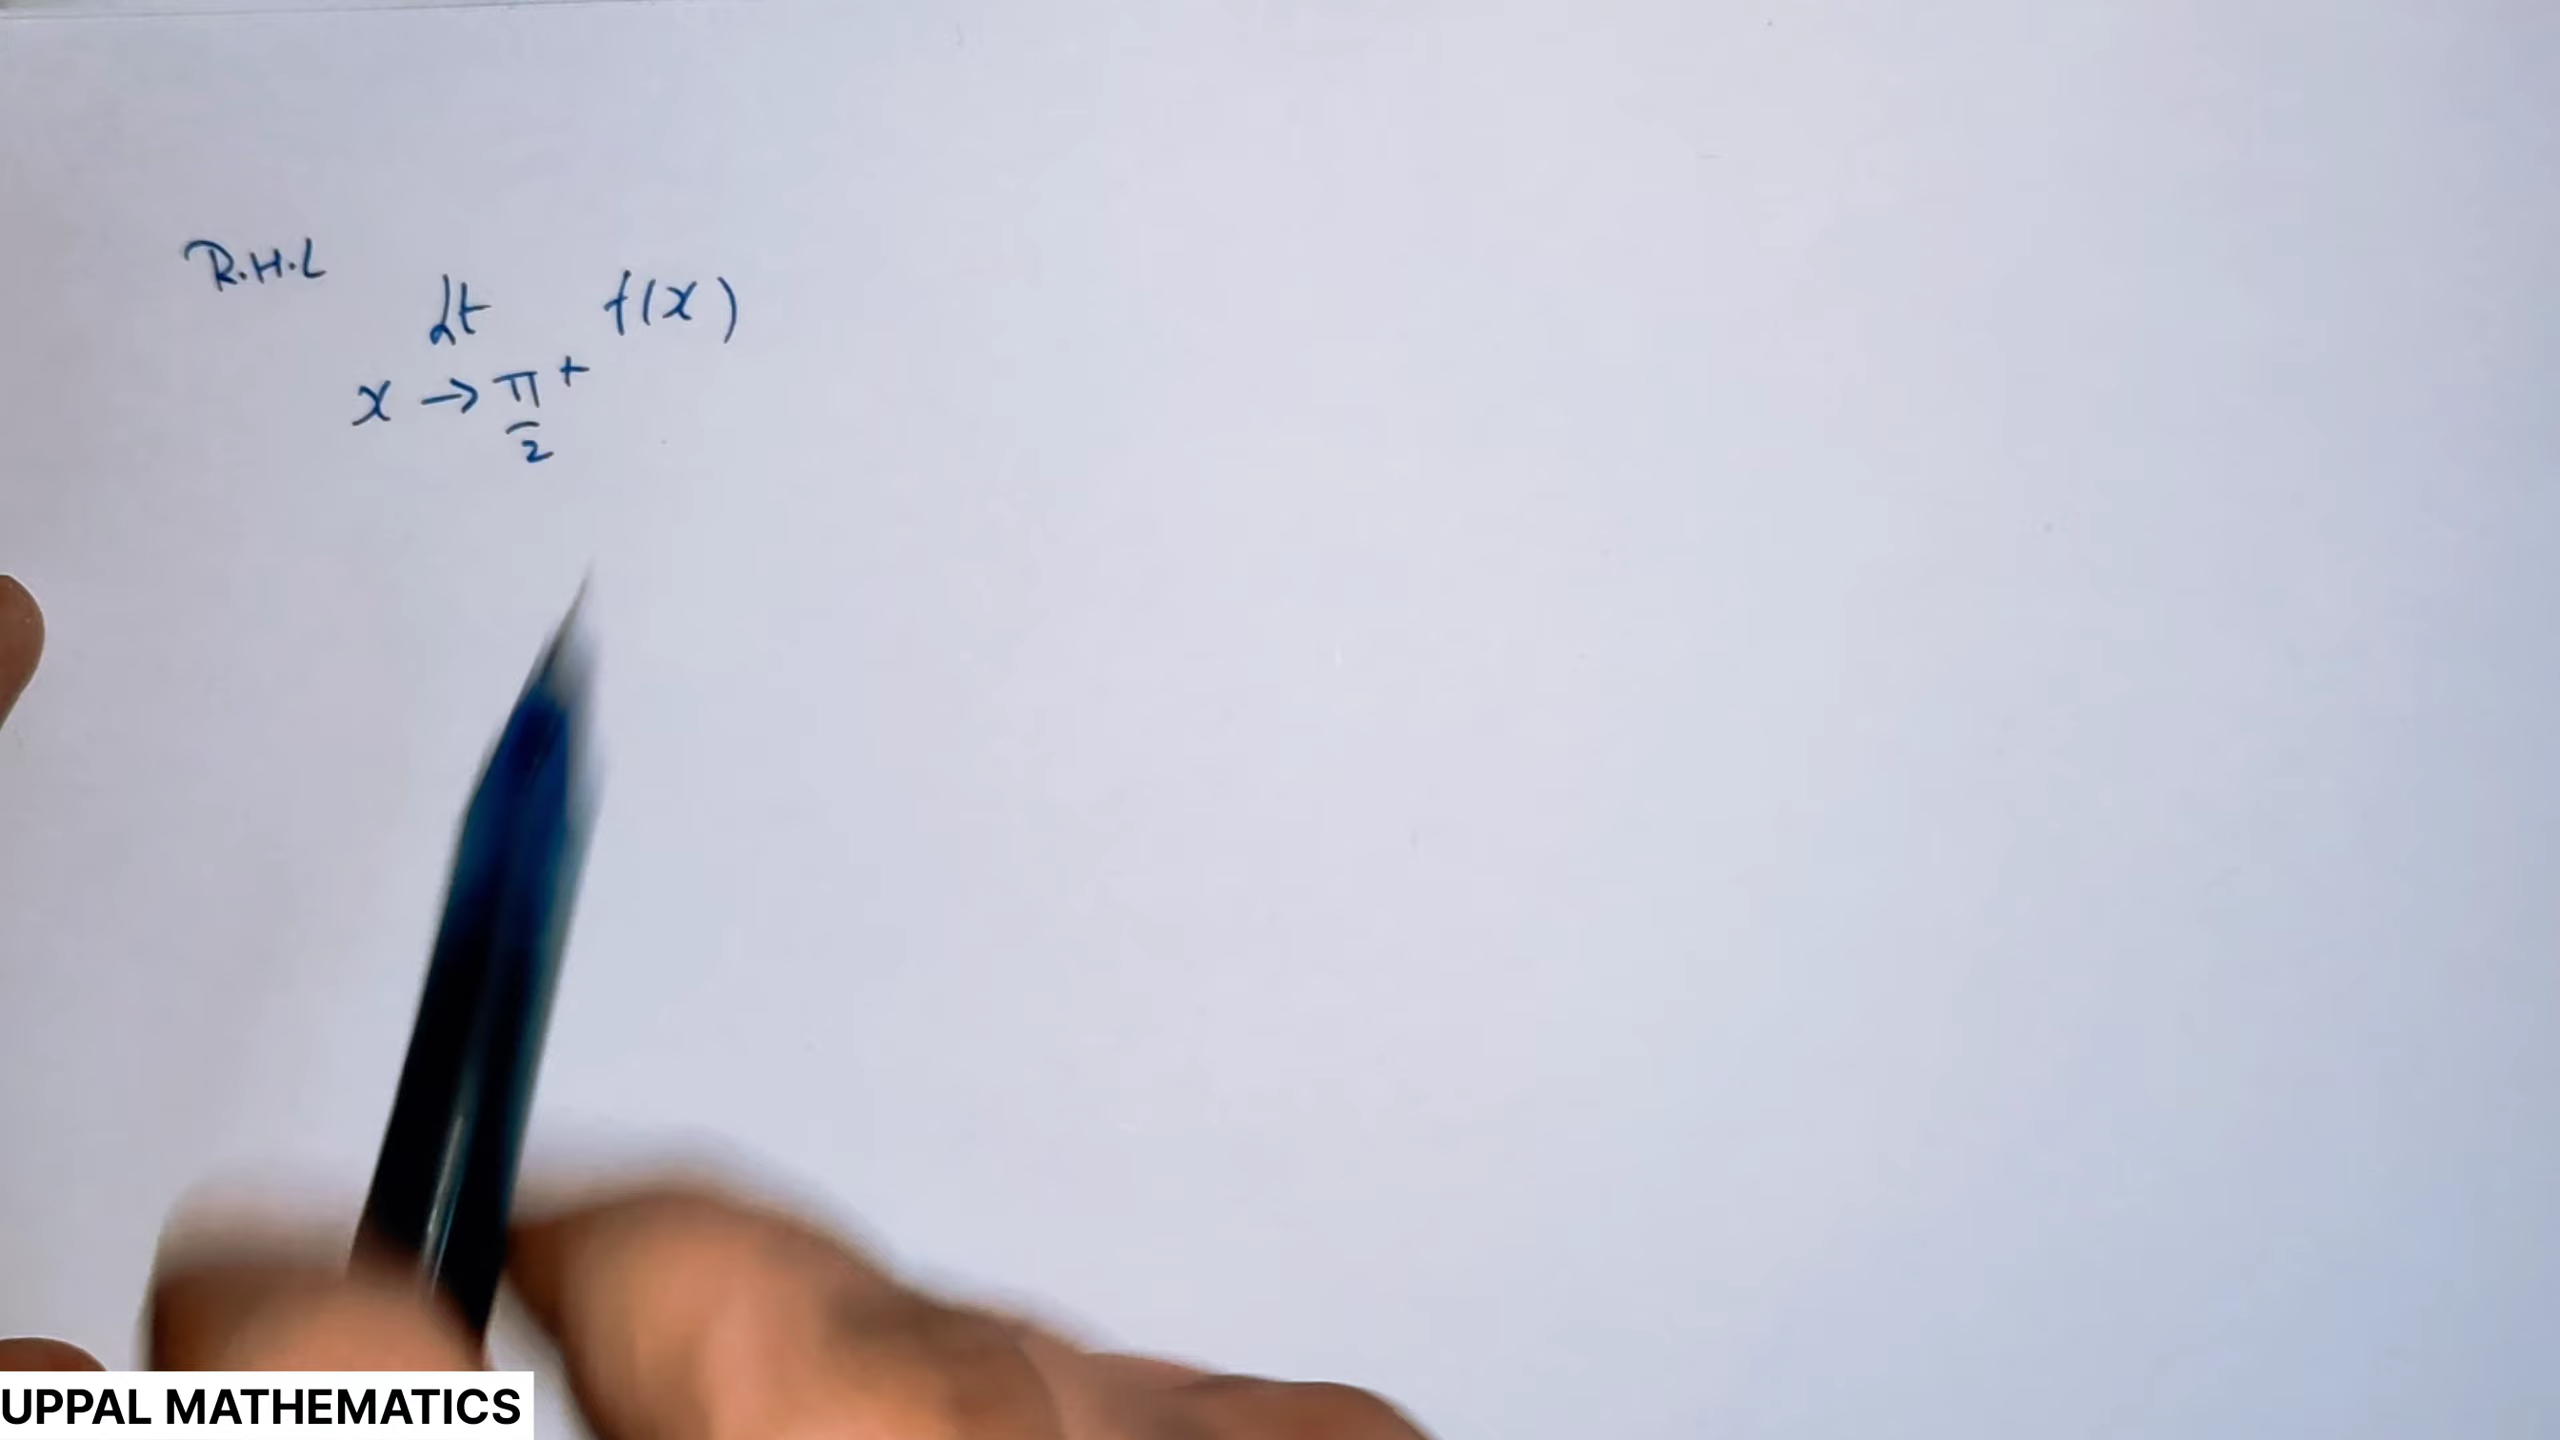 R.H.L
Lt f(x)
x → π/2 +
UPPAL MATHEMATICS